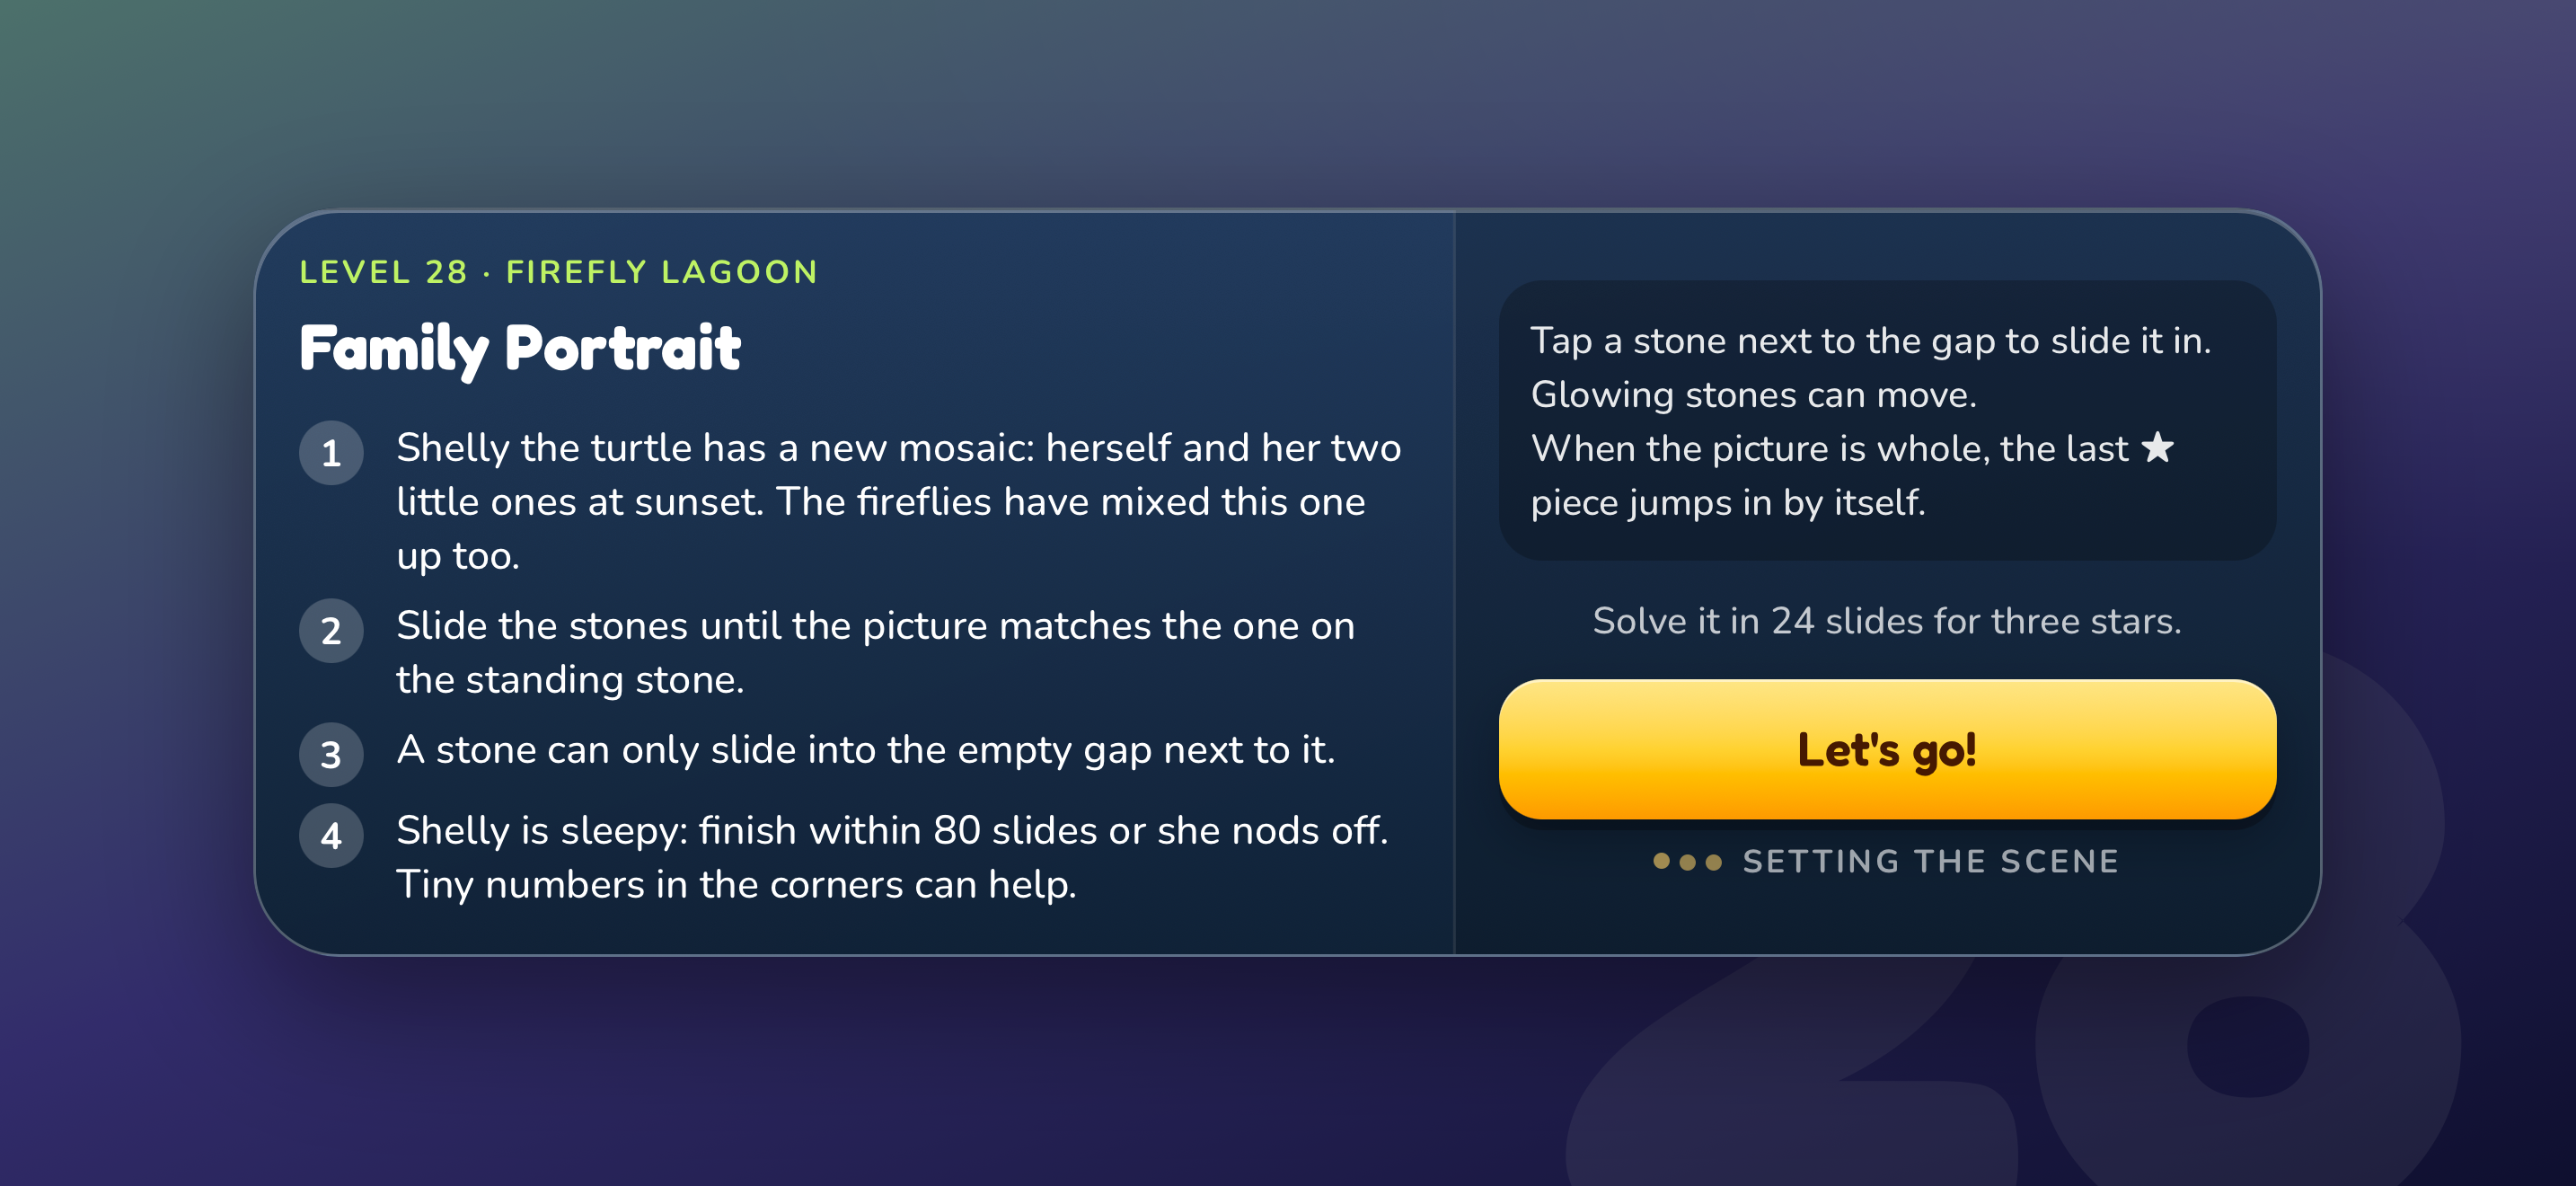 LEVEL 28 · FIREFLY LAGOON
Family Portrait
1 Shelly the turtle has a new mosaic: herself and her two
little ones at sunset. The fireflies have mixed this one
up too.
2 Slide the stones until the picture matches the one on
the standing stone.
3 A stone can only slide into the empty gap next to it.
4 Shelly is sleepy: finish within 80 slides or she nods off.
Tiny numbers in the corners can help.
Tap a stone next to the gap to slide it in.
Glowing stones can move.
When the picture is whole, the last ★
piece jumps in by itself.
Solve it in 24 slides for three stars.
Let's go!
SETTING THE SCENE
28